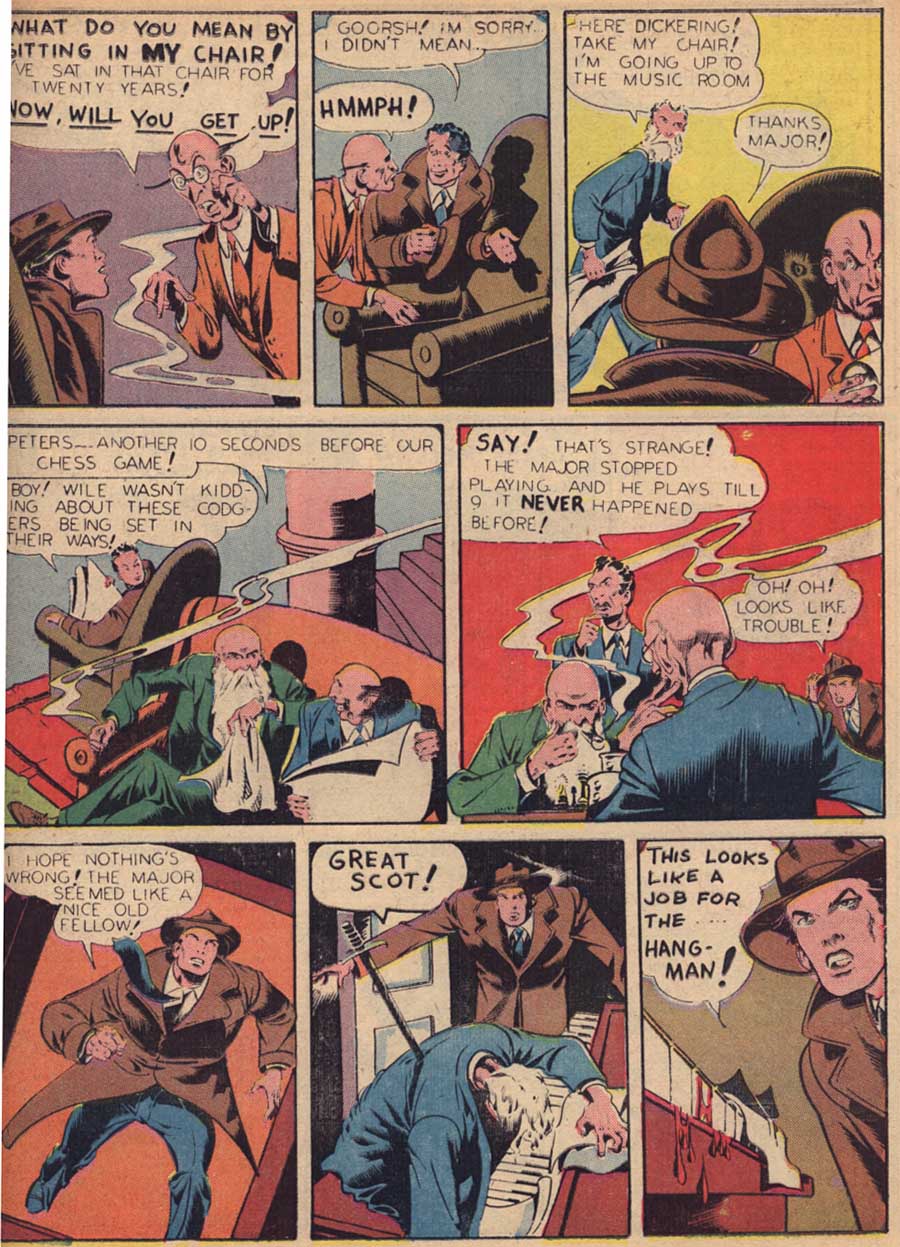 WHAT DO YOU MEAN BY
SITTING IN MY CHAIR!
I'VE SAT IN THAT CHAIR FOR
TWENTY YEARS!
NOW, WILL YOU GET UP!
GOORSH! I'M SORRY...
I DIDN'T MEAN...
HMMPH!
HERE DICKERING!
TAKE MY CHAIR!
I'M GOING UP TO
THE MUSIC ROOM
THANKS
MAJOR!
PETERS--- ANOTHER 10 SECONDS BEFORE OUR
CHESS GAME!
BOY! WILE WASN'T KIDD-
ING ABOUT THESE CODG-
ERS BEING SET IN
THEIR WAYS!
SAY! THAT'S STRANGE!
THE MAJOR STOPPED
PLAYING AND HE PLAYS TILL
9 IT NEVER HAPPENED
BEFORE!
OH! OH!
LOOKS LIKE
TROUBLE!
I HOPE NOTHING'S
WRONG! THE MAJOR
SEEMED LIKE A
NICE OLD
FELLOW!
GREAT
SCOT!
THIS LOOKS
LIKE A
JOB FOR
THE ....
HANG-
MAN!